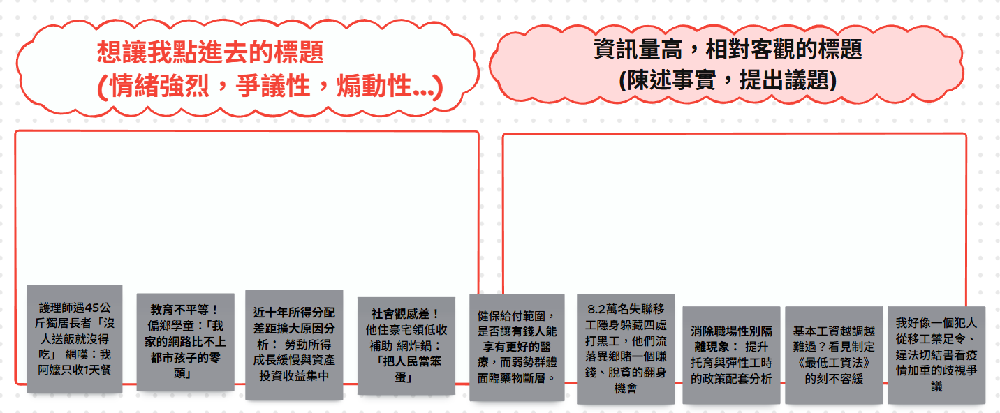 想讓我點進去的標題
(情緒強烈，爭議性，煽動性...)
資訊量高，相對客觀的標題
(陳述事實，提出議題)
護理師遇45公
斤獨居長者「沒
人送飯就沒得
吃」 網嘆：我
阿嬤只收1天餐
教育不平等！
偏鄉學童：「我
家的網路比不上
都市孩子的零
頭」
近十年所得分配
差距擴大原因分
析： 勞動所得
成長緩慢與資產
投資收益集中
社會觀感差！
他住豪宅領低收
補助 網炸鍋：
「把人民當笨
蛋」
健保給付範圍，
是否讓有錢人能
享有更好的醫
療，而弱勢群體
面臨藥物斷層。
8.2萬名失聯移
工隱身躲藏四處
打黑工，他們流
落異鄉賭一個賺
錢、脫貧的翻身
機會
消除職場性別隔
離現象： 提升
托育與彈性工時
的政策配套分析
基本工資越調越
難過？看見制定
《最低工資法》
的刻不容緩
我好像一個犯人
從移工禁足令、
違法切結書看疫
情加重的歧視爭
議